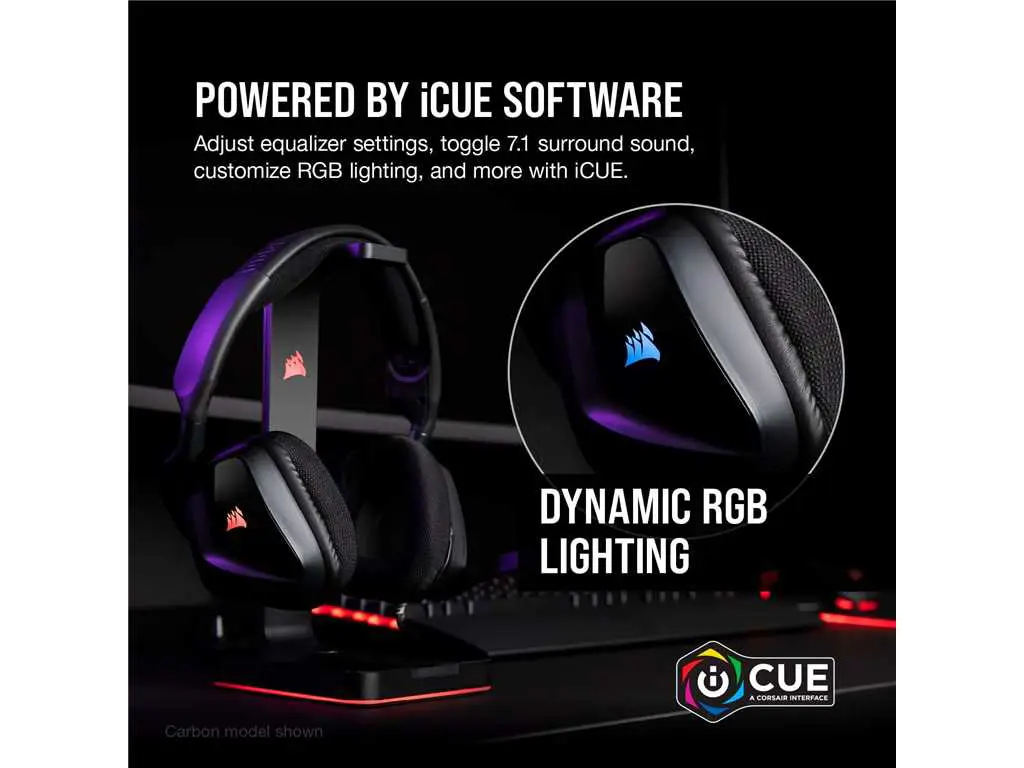 POWERED BY iCUE SOFTWARE
Adjust equalizer settings, toggle 7.1 surround sound,
customize RGB lighting, and more with iCUE.
DYNAMIC RGB
LIGHTING
iCUE
A CORSAIR INTERFACE
Carbon model shown